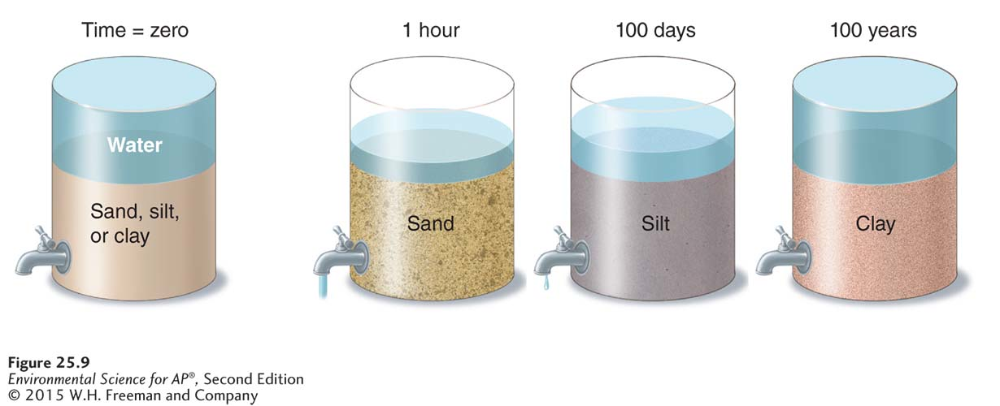 Time = zero
1 hour
100 days
100 years
Water
Sand, silt,
or clay
Sand
Silt
Clay
Figure 25.9
Environmental Science for AP®, Second Edition
© 2015 W.H. Freeman and Company